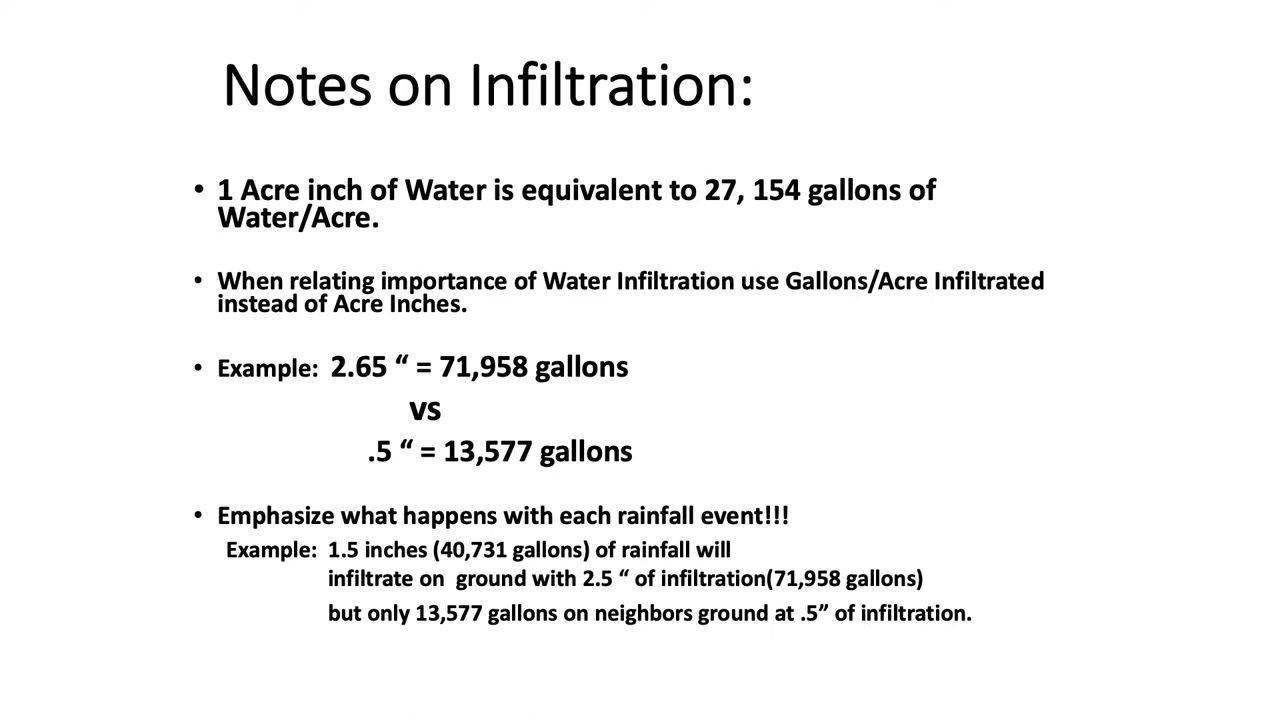 Notes on Infiltration:
• 1 Acre inch of Water is equivalent to 27, 154 gallons of
Water/Acre.
• When relating importance of Water Infiltration use Gallons/Acre Infiltrated
instead of Acre Inches.
• Example: 2.65 “ = 71,958 gallons
vs
.5 “ = 13,577 gallons
• Emphasize what happens with each rainfall event!!!
Example: 1.5 inches (40,731 gallons) of rainfall will
infiltrate on ground with 2.5 “ of infiltration(71,958 gallons)
but only 13,577 gallons on neighbors ground at .5” of infiltration.